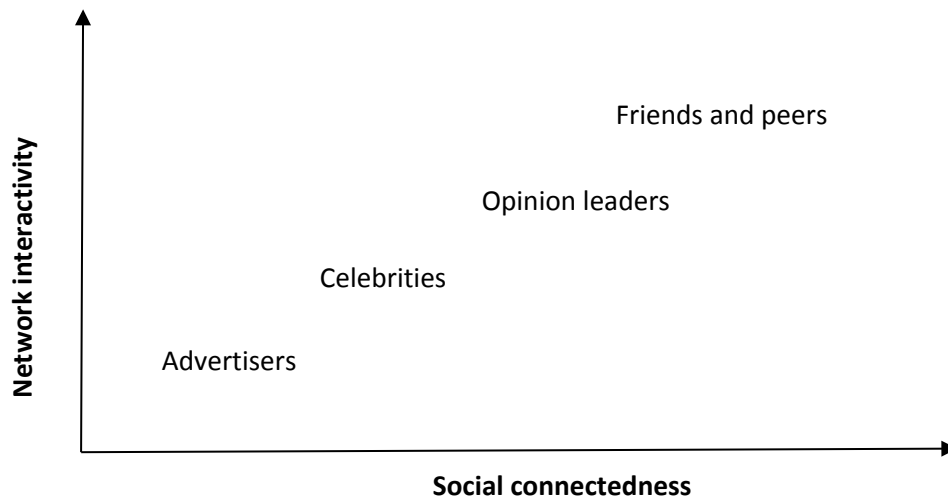 Network interactivity
Friends and peers
Opinion leaders
Celebrities
Advertisers
Social connectedness